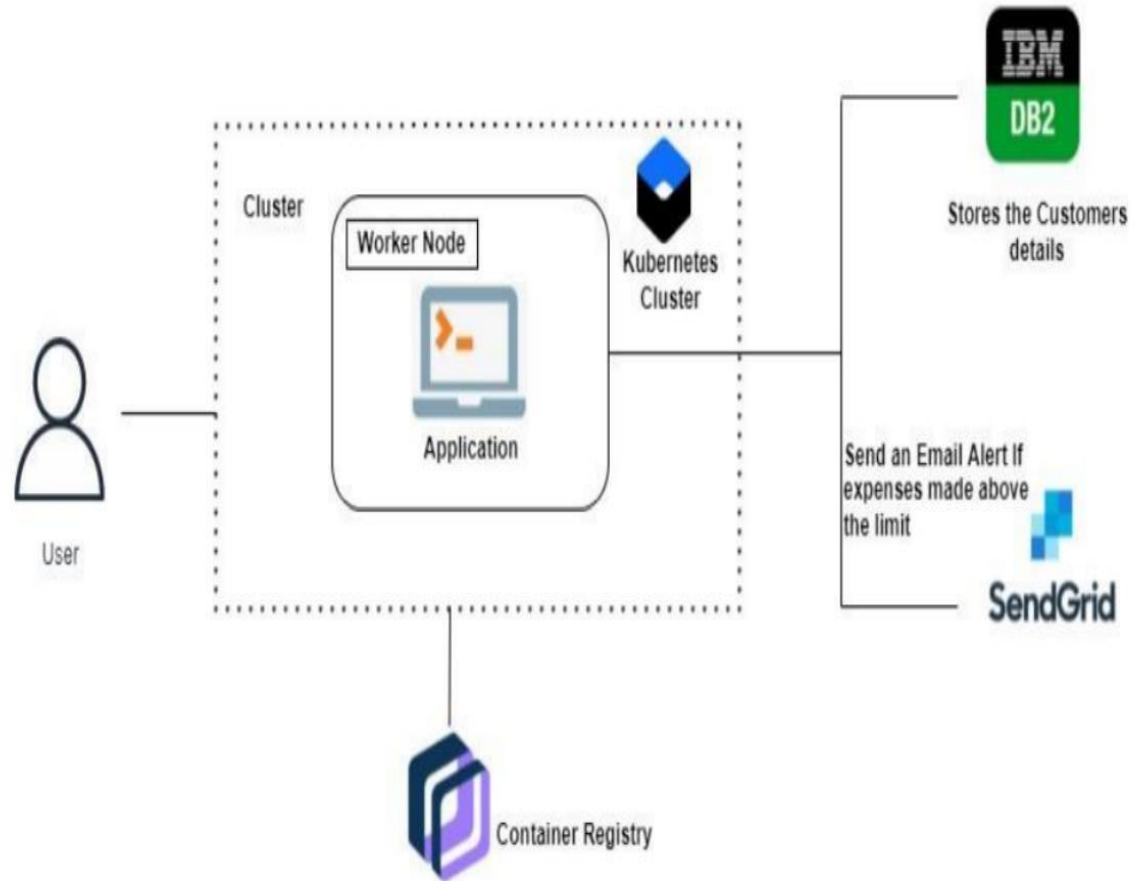 IBM
DB2
Stores the Customers
details
Cluster
Worker Node
Kubernetes
Cluster
Application
User
Send an Email Alert If
expenses made above
the limit
SendGrid
Container Registry